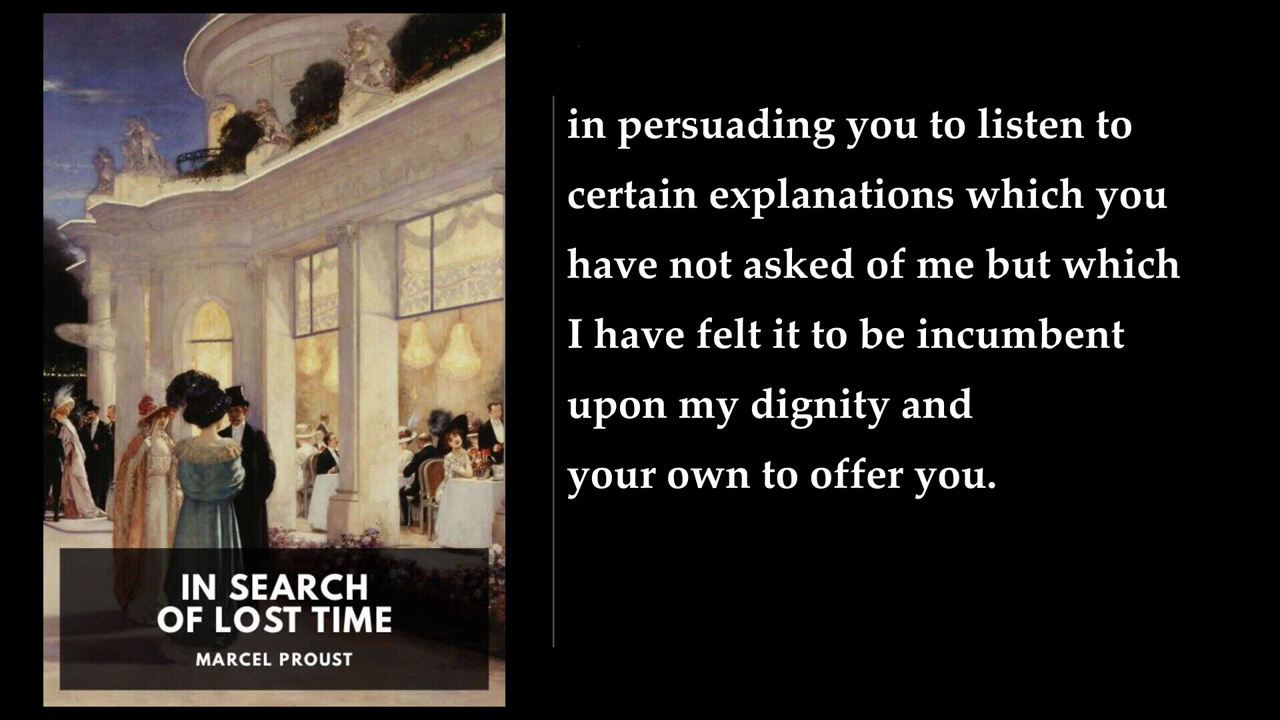 in persuading you to listen to
certain explanations which you
have not asked of me but which
I have felt it to be incumbent
upon my dignity and
your own to offer you.
IN SEARCH
OF LOST TIME
MARCEL PROUST